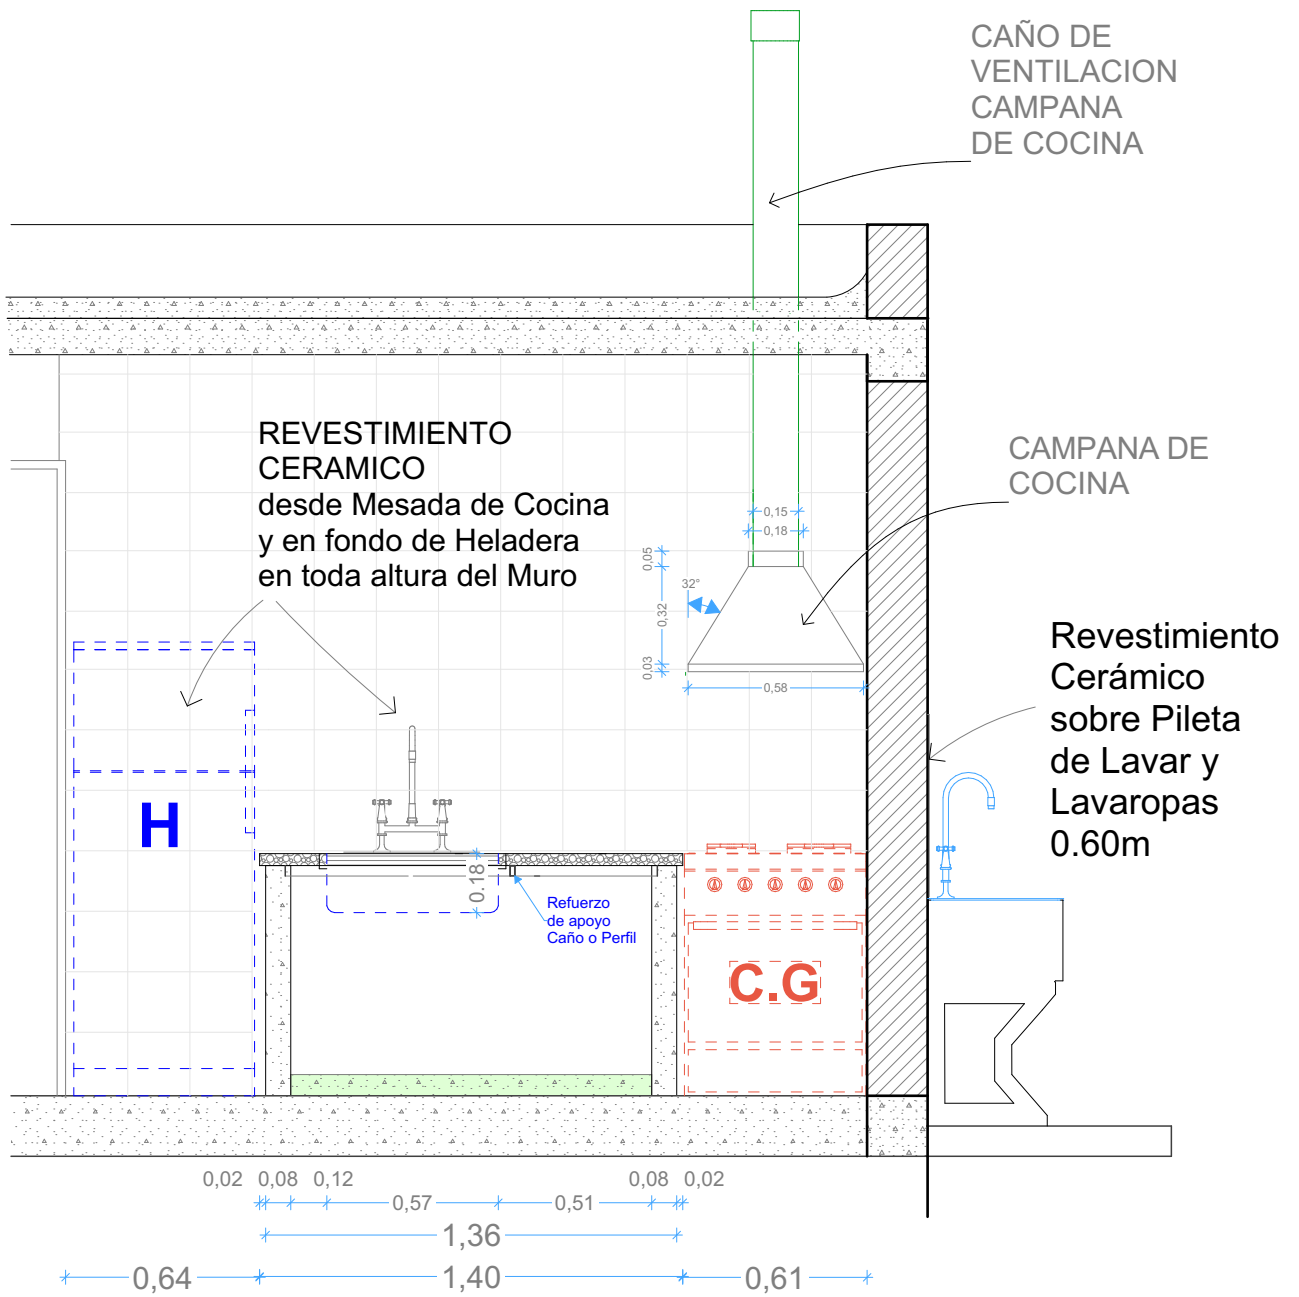 CAÑO DE
VENTILACION
CAMPANA
DE COCINA
REVESTIMIENTO
CERAMICO
desde Mesada de Cocina
y en fondo de Heladera
en toda altura del Muro
CAMPANA DE
COCINA
0,15
0,18
0,05
32°
0,32
0,03
0,58
Revestimiento
Cerámico
sobre Pileta
de Lavar y
Lavaropas
0.60m
H
0.18
Refuerzo
de apoyo
Caño o Perfil
C.G
0,02 0,08 0,12 0,08 0,02
0,57 0,51
1,36
0,64 1,40 0,61